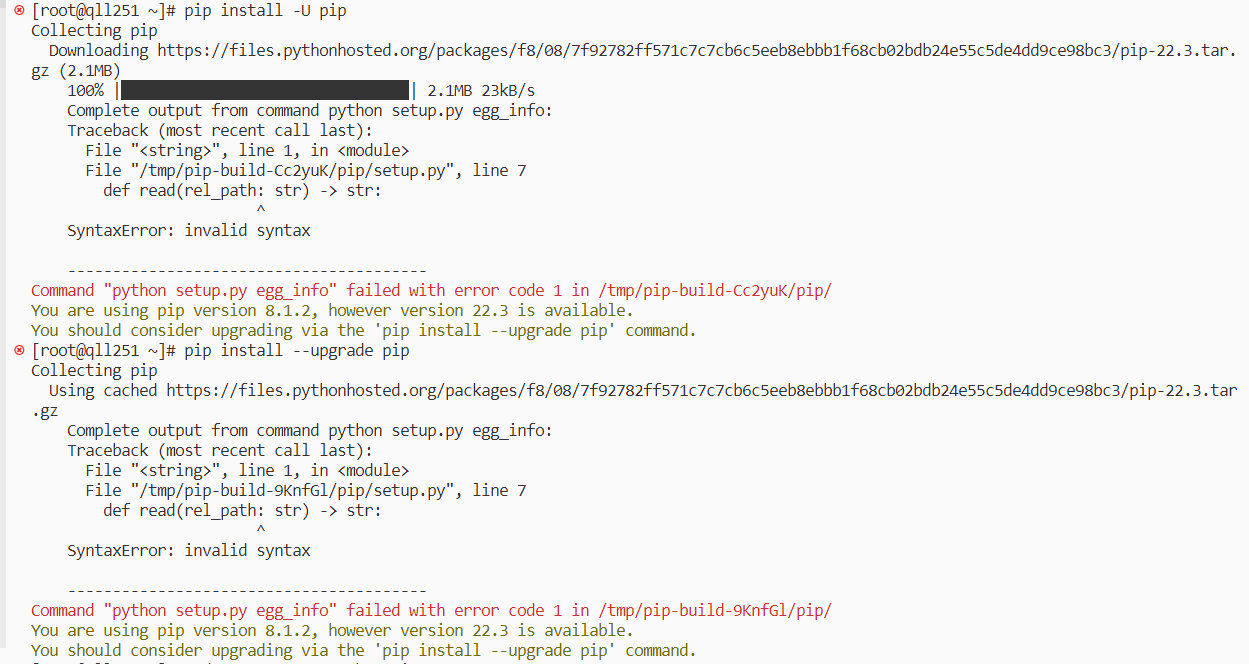 [root@qll251 ~]# pip install -U pip
Collecting pip
Downloading https://files.pythonhosted.org/packages/f8/08/7f92782ff571c7c7cb6c5eeb8ebbb1f68cb02bdb24e55c5de4dd9ce98bc3/pip-22.3.tar.
gz (2.1MB)
100% |████████████████████████████████| 2.1MB 23kB/s
Complete output from command python setup.py egg_info:
Traceback (most recent call last):
File "<string>", line 1, in <module>
File "/tmp/pip-build-Cc2yuK/pip/setup.py", line 7
def read(rel_path: str) -> str:
^
SyntaxError: invalid syntax
----------------------------------------
Command "python setup.py egg_info" failed with error code 1 in /tmp/pip-build-Cc2yuK/pip/
You are using pip version 8.1.2, however version 22.3 is available.
You should consider upgrading via the 'pip install --upgrade pip' command.
[root@qll251 ~]# pip install --upgrade pip
Collecting pip
Using cached https://files.pythonhosted.org/packages/f8/08/7f92782ff571c7c7cb6c5eeb8ebbb1f68cb02bdb24e55c5de4dd9ce98bc3/pip-22.3.tar
.gz
Complete output from command python setup.py egg_info:
Traceback (most recent call last):
File "<string>", line 1, in <module>
File "/tmp/pip-build-9KnfGl/pip/setup.py", line 7
def read(rel_path: str) -> str:
^
SyntaxError: invalid syntax
----------------------------------------
Command "python setup.py egg_info" failed with error code 1 in /tmp/pip-build-9KnfGl/pip/
You are using pip version 8.1.2, however version 22.3 is available.
You should consider upgrading via the 'pip install --upgrade pip' command.